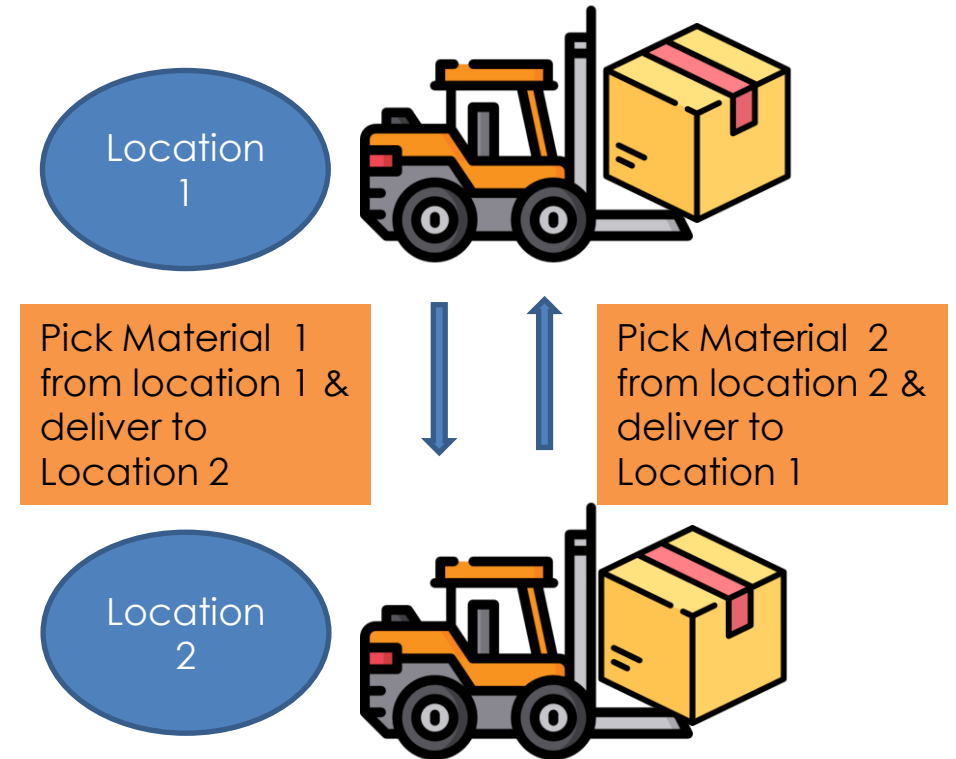 Location
1
Pick Material 1
from location 1 &
deliver to
Location 2
Pick Material 2
from location 2 &
deliver to
Location 1
Location
2